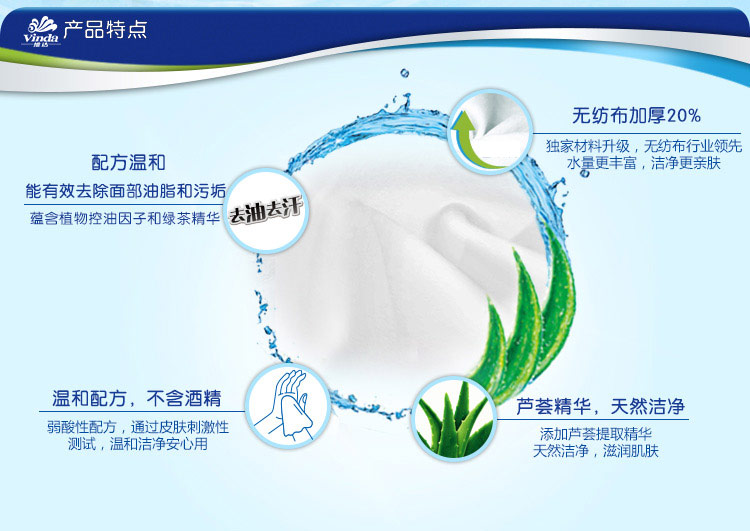 Vinda
维达
产品特点
无纺布加厚20%
独家材料升级，无纺布行业领先
水量更丰富，洁净更亲肤
配方温和
能有效去除面部油脂和污垢
蕴含植物控油因子和绿茶精华
去油去汗
温和配方，不含酒精
弱酸性配方，通过皮肤刺激性
测试，温和洁净安心用
芦荟精华，天然洁净
添加芦荟提取精华
天然洁净，滋润肌肤